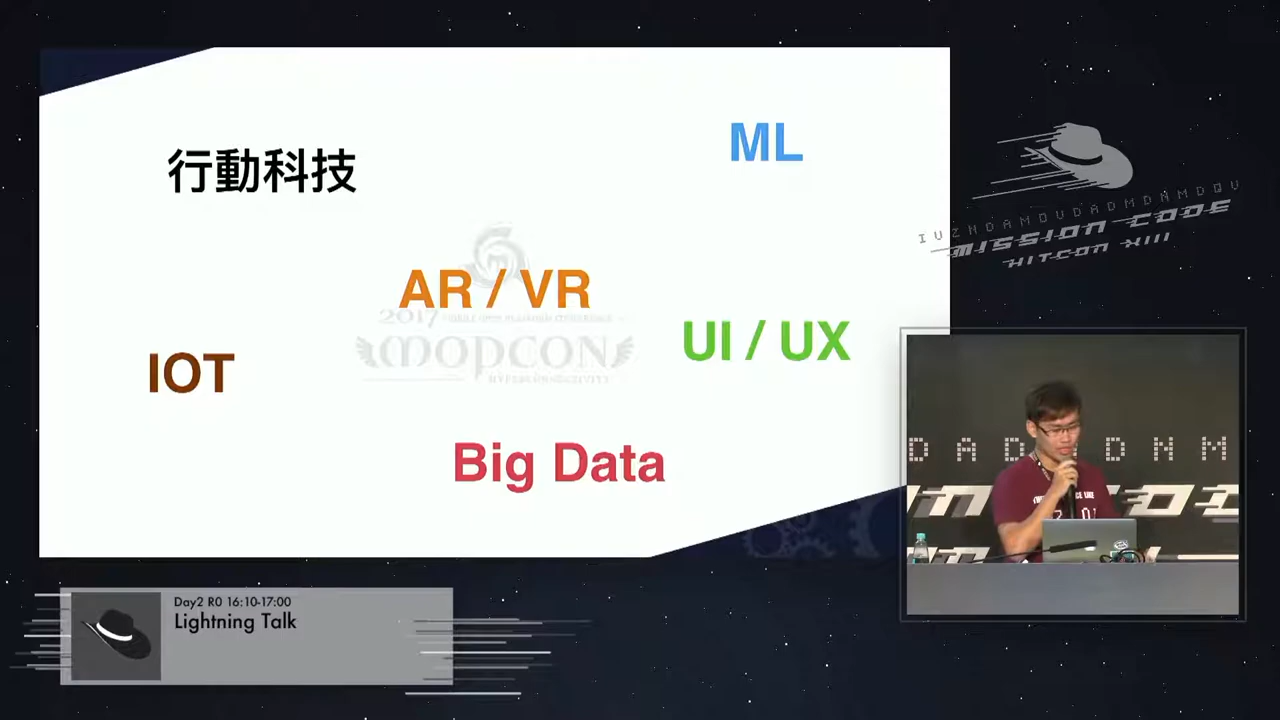 行動科技
ML
AR / VR
2017
MOPCON
UI / UX
IOT
Big Data
IVZNDAMOVDADMDNMDQV
MISSION CODE
HITCON XIII
D A D M D N M
Day2 R0 16:10-17:00
Lightning Talk